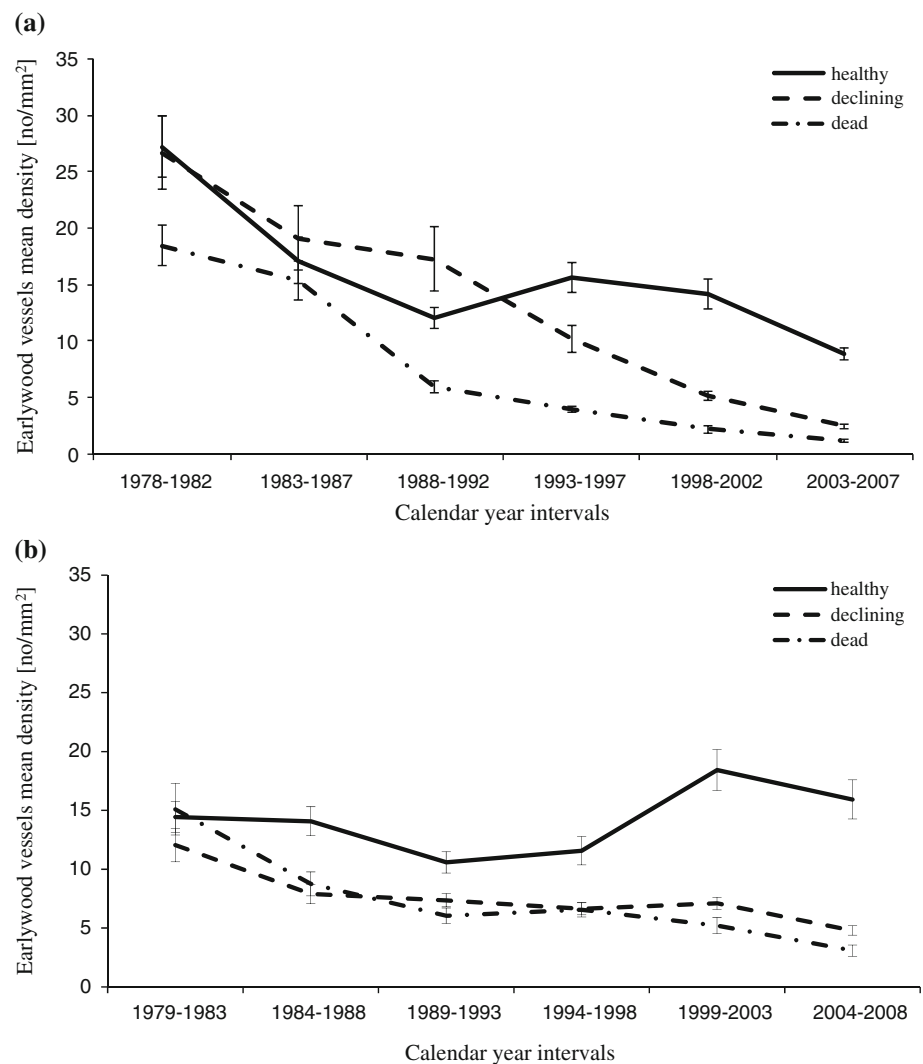 (a)
Earlywood vessels mean density [no/mm²]
35
30
25
20
15
10
5
0
healthy
declining
dead
1978-1982 1983-1987 1988-1992 1993-1997 1998-2002 2003-2007
Calendar year intervals
(b)
Earlywood vessels mean density [no/mm²]
35
30
25
20
15
10
5
0
healthy
declining
dead
1979-1983 1984-1988 1989-1993 1994-1998 1999-2003 2004-2008
Calendar year intervals